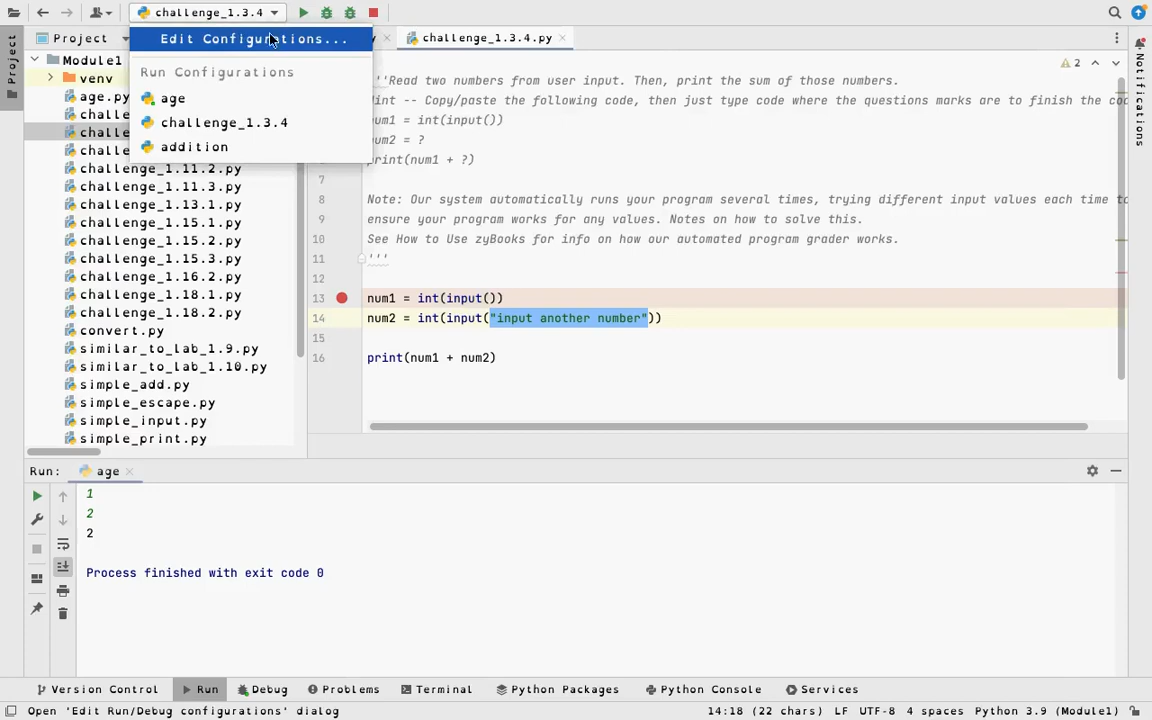 challenge_1.3.4
Project
Project
challenge_1.3.4.py
Edit Configurations...
Run Configurations
age
challenge_1.3.4
addition
Module1
venv
age.py
challe
challe
challe
challenge_1.11.2.py
challenge_1.11.3.py
challenge_1.13.1.py
challenge_1.15.1.py
challenge_1.15.2.py
challenge_1.15.3.py
challenge_1.16.2.py
challenge_1.18.1.py
challenge_1.18.2.py
convert.py
similar_to_lab_1.9.py
similar_to_lab_1.10.py
simple_add.py
simple_escape.py
simple_input.py
simple_print.py
2
''Read two numbers from user input. Then, print the sum of those numbers.
int -- Copy/paste the following code, then just type code where the questions marks are to finish the co
um1 = int(input())
um2 = ?
print(num1 + ?)
7
8 Note: Our system automatically runs your program several times, trying different input values each time t
9 ensure your program works for any values. Notes on how to solve this.
10 See How to Use zyBooks for info on how our automated program grader works.
11 '''
12
13 num1 = int(input())
14 num2 = int(input("input another number"))
15
16 print(num1 + num2)
Notifications
Run: age
1
2
2
Process finished with exit code 0
Version Control Run Debug Problems Terminal Python Packages Python Console Services
Open 'Edit Run/Debug configurations' dialog 14:18 (22 chars) LF UTF-8 4 spaces Python 3.9 (Module1)